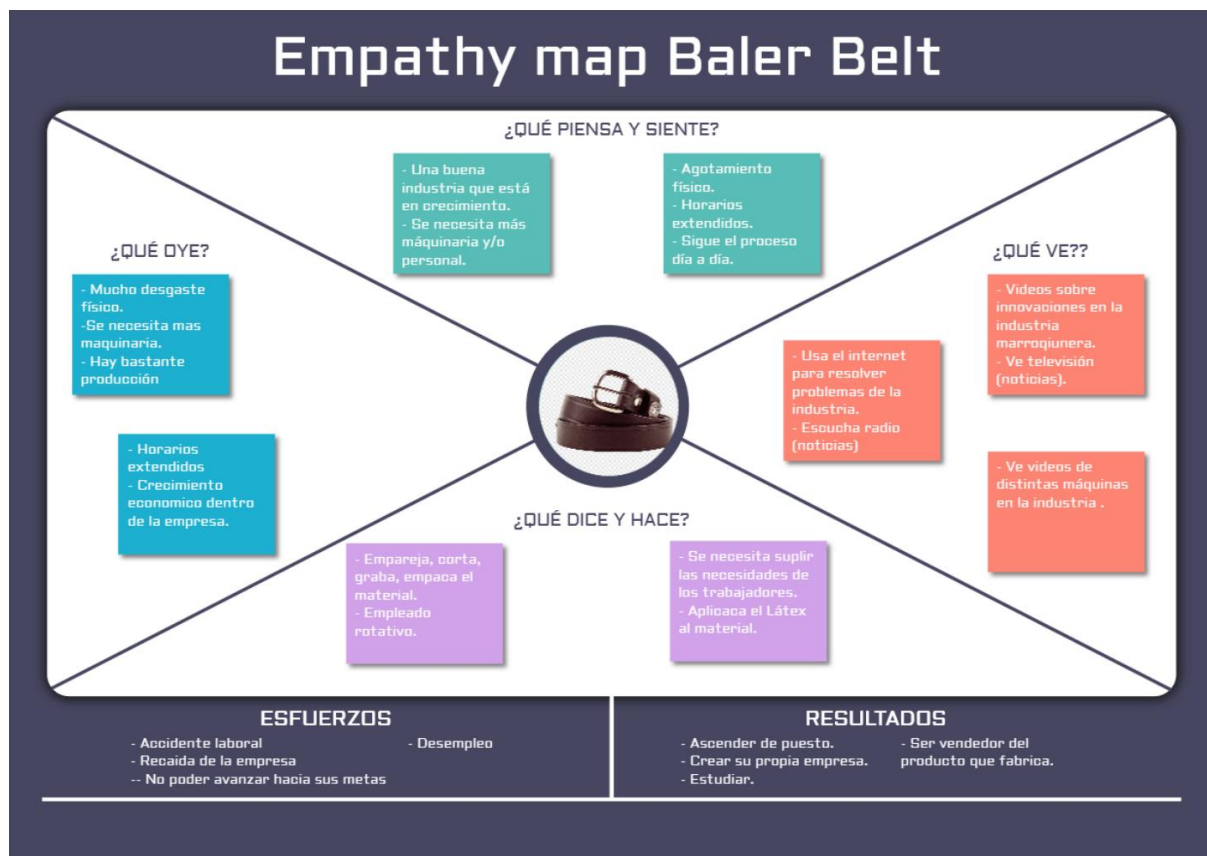 Empathy map Baler Belt
¿QUÉ PIENSA Y SIENTE?
- Una buena
industria que está
en crecimiento.
- Se necesita más
máquinaria y/o
personal.
- Agotamiento
físico.
- Horarios
extendidos.
- Sigue el proceso
día a día.
¿QUÉ OYE?
- Mucho desgaste
físico.
-Se necesita mas
maquinaria.
- Hay bastante
producción
- Horarios
extendidos
- Crecimiento
economico dentro
de la empresa.
¿QUÉ VE??
- Videos sobre
innovaciones en la
industria
marroqiunera.
- Ve televisión
(noticias).
- Usa el internet
para resolver
problemas de la
industria.
- Escucha radio
(noticias)
- Ve videos de
distintas máquinas
en la industria .
¿QUÉ DICE Y HACE?
- Empareja, corta,
graba, empaca el
material.
- Empleado
rotativo.
- Se necesita suplir
las necesidades de
los trabajadores.
- Aplicaca el Látex
al material.
ESFUERZOS
- Accidente laboral
- Recaida de la empresa
-- No poder avanzar hacia sus metas
- Desempleo
RESULTADOS
- Ascender de puesto.
- Crear su propia empresa.
- Estudiar.
- Ser vendedor del
producto que fabrica.